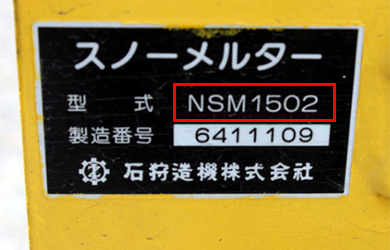 スノーメルター
型 式 NSM1502
製造番号 6411109
石狩造機株式会社